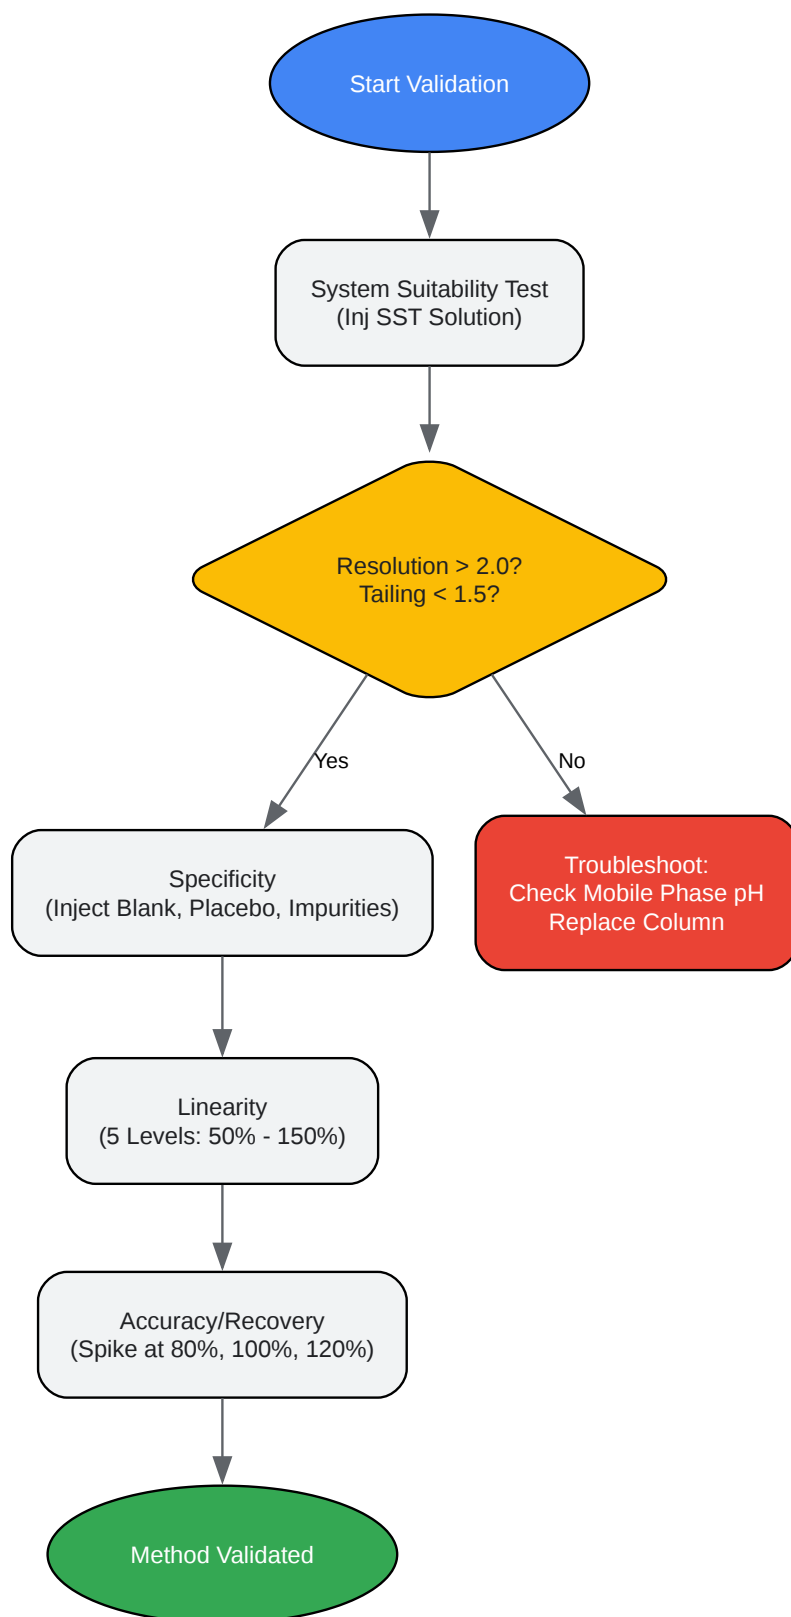 Start Validation
System Suitability Test
(Inj SST Solution)
Resolution > 2.0?
Tailing < 1.5?
Yes
No
Specificity
(Inject Blank, Placebo, Impurities)
Troubleshoot:
Check Mobile Phase pH
Replace Column
Linearity
(5 Levels: 50% - 150%)
Accuracy/Recovery
(Spike at 80%, 100%, 120%)
Method Validated